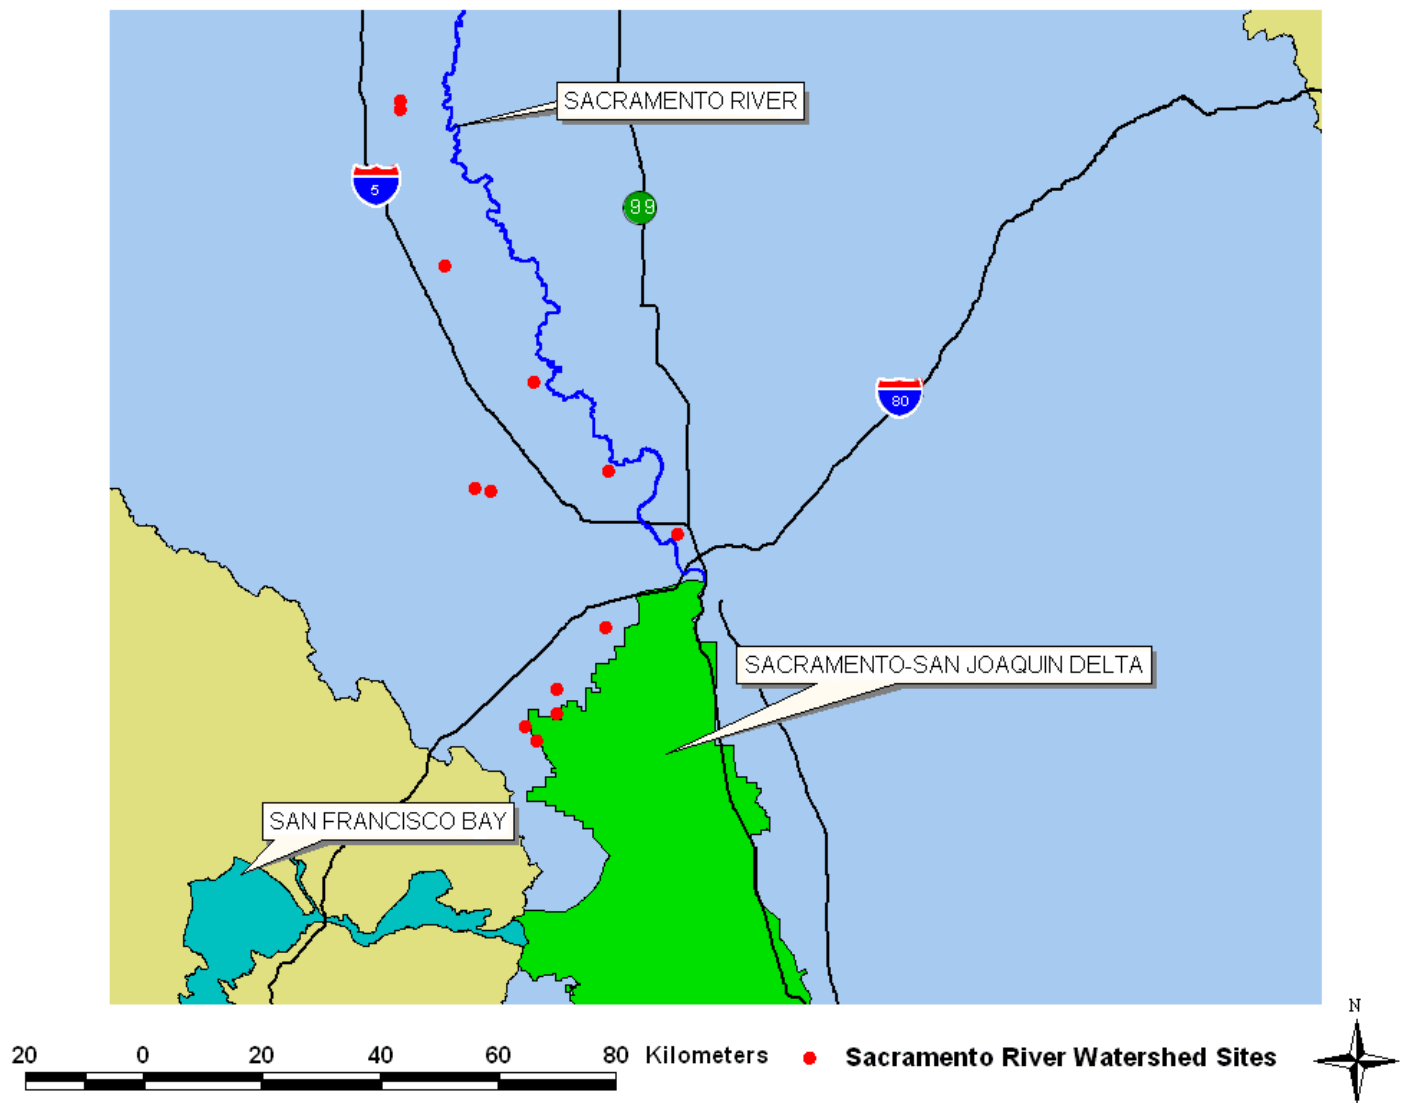 SACRAMENTO RIVER
5
99
80
SACRAMENTO-SAN JOAQUIN DELTA
SAN FRANCISCO BAY
N
20 0 20 40 60 80 Kilometers
Sacramento River Watershed Sites